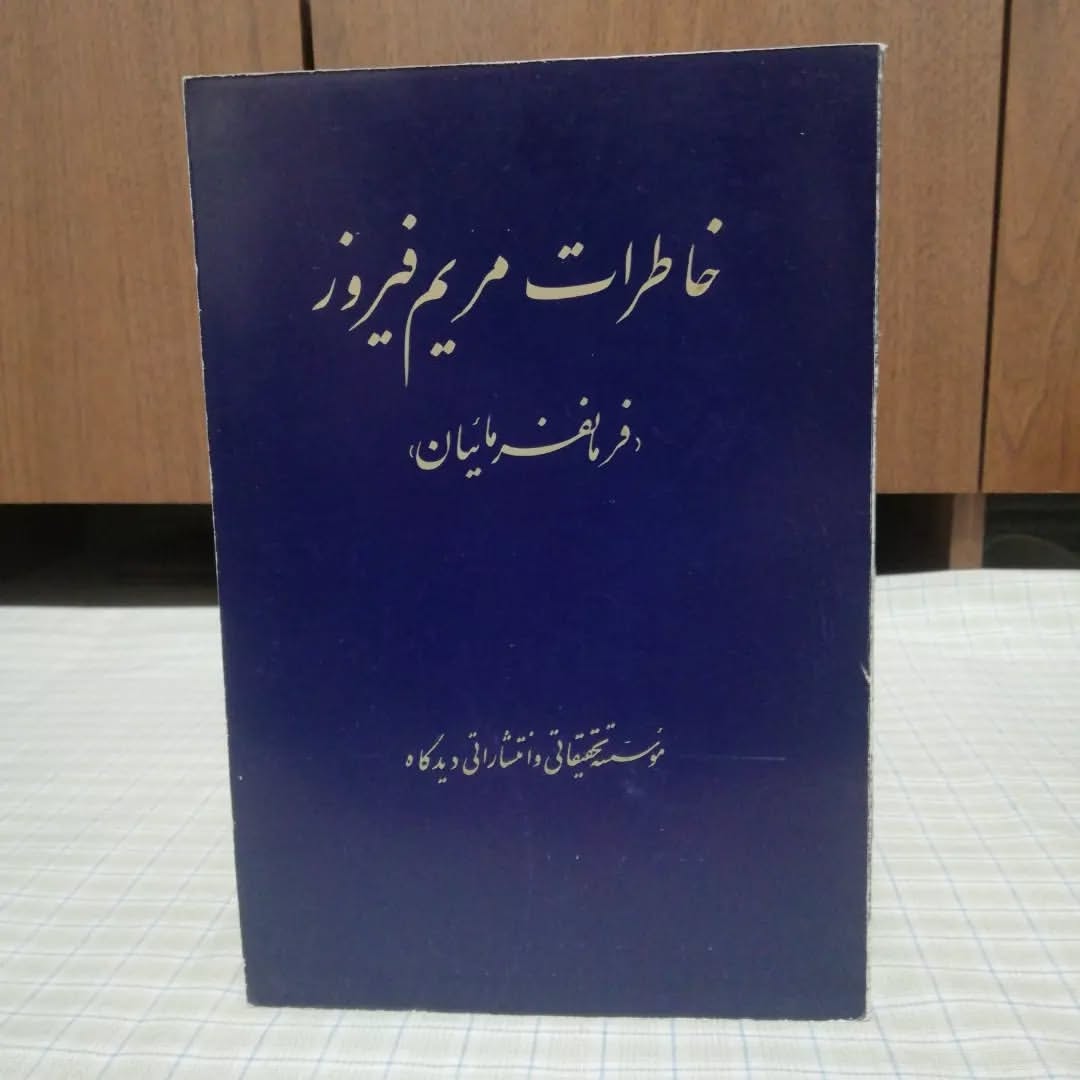 خاطرات مریم فیروز
«فرمانفرمائیان»
مؤسسه تحقیقاتی و انتشاراتی دیدگاه